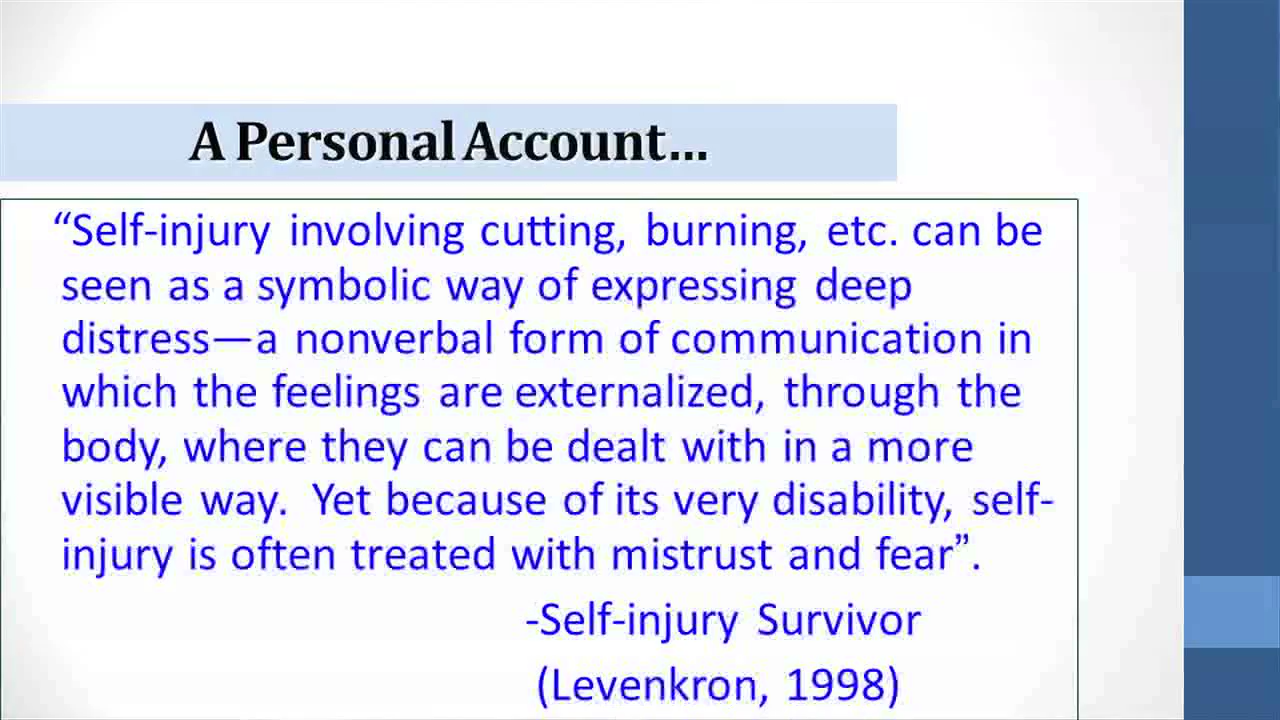 A Personal Account…
“Self-injury involving cutting, burning, etc. can be
seen as a symbolic way of expressing deep
distress—a nonverbal form of communication in
which the feelings are externalized, through the
body, where they can be dealt with in a more
visible way. Yet because of its very disability, self-
injury is often treated with mistrust and fear”.
-Self-injury Survivor
(Levenkron, 1998)